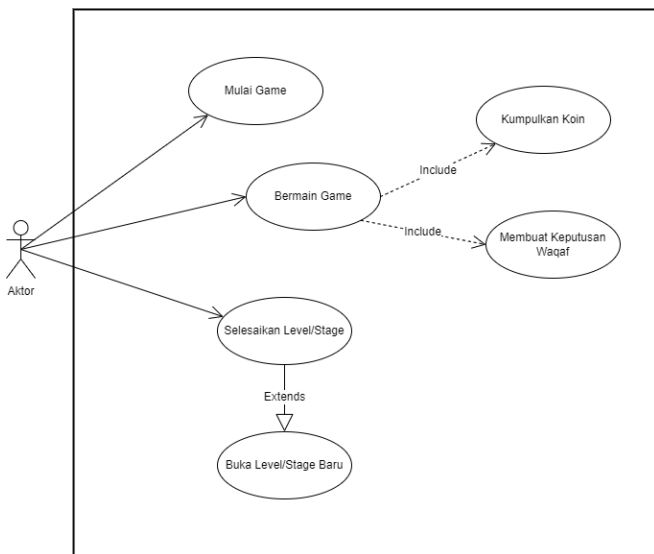 Mulai Game
Kumpulkan Koin
Include
Bermain Game
Include
Membuat Keputusan
Waqaf
Aktor
Selesaikan Level/Stage
Extends
Buka Level/Stage Baru